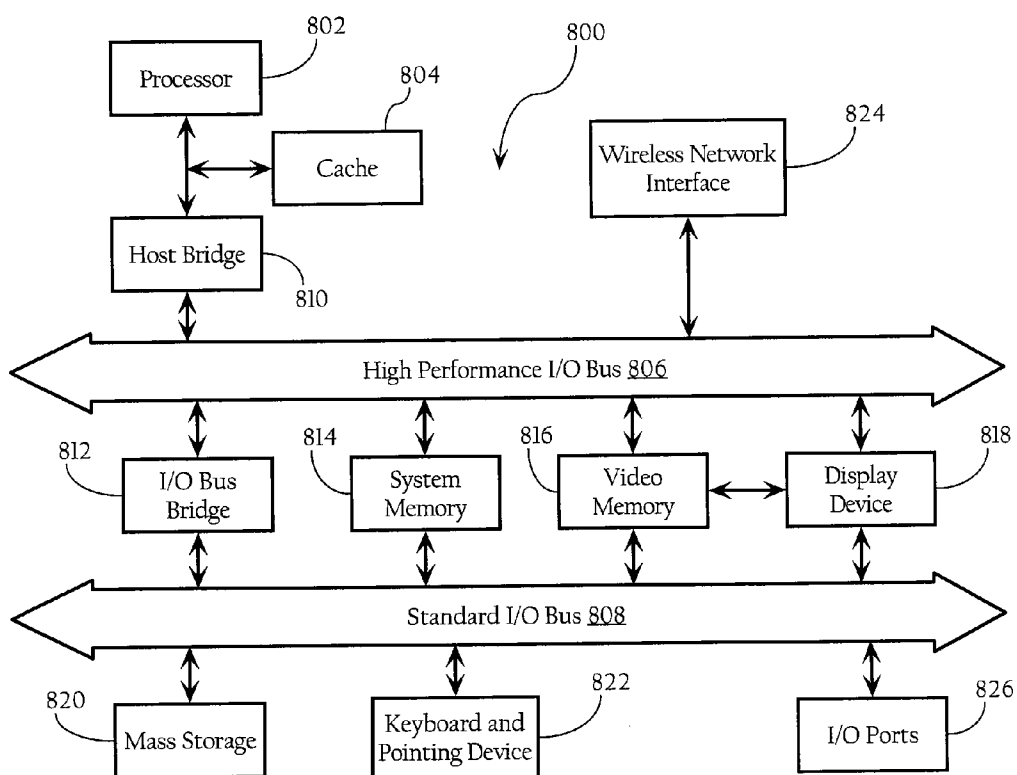 802
Processor
804
800
824
Cache
Wireless Network
Interface
Host Bridge
810
High Performance I/O Bus 806
812
I/O Bus
Bridge
814
System
Memory
816
Video
Memory
818
Display
Device
Standard I/O Bus 808
820
Mass Storage
Keyboard and
Pointing Device
822
I/O Ports
826